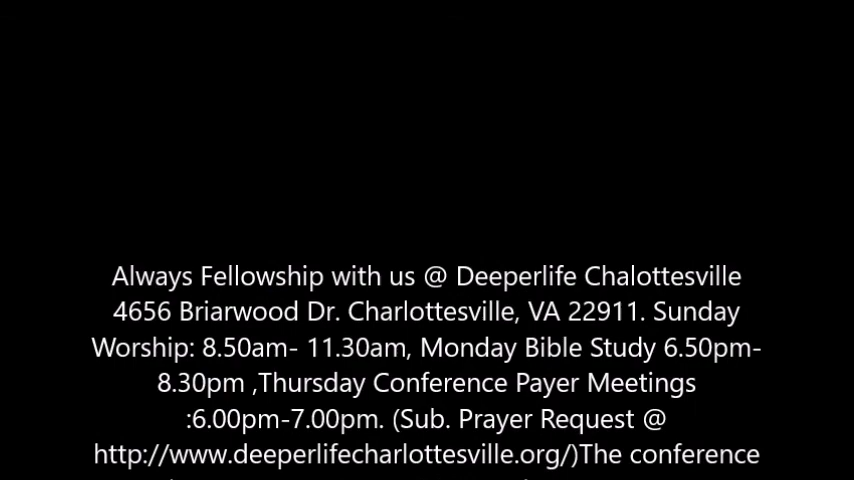 Always Fellowship with us @ Deeperlife Chalottesville
4656 Briarwood Dr. Charlottesville, VA 22911. Sunday
Worship: 8.50am- 11.30am, Monday Bible Study 6.50pm-
8.30pm ,Thursday Conference Payer Meetings
:6.00pm-7.00pm. (Sub. Prayer Request @
http://www.deeperlifecharlottesville.org/)The conference